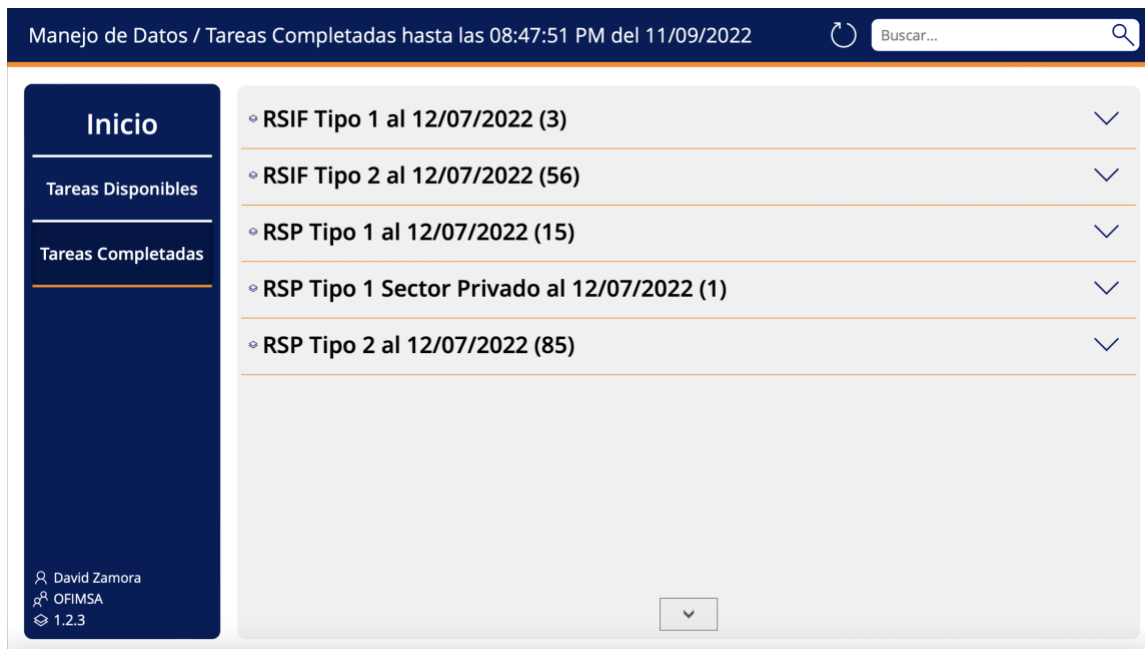 Manejo de Datos / Tareas Completadas hasta las 08:47:51 PM del 11/09/2022
Buscar...
Inicio
Tareas Disponibles
Tareas Completadas
David Zamora
OFIMSA
1.2.3
RSIF Tipo 1 al 12/07/2022 (3)
RSIF Tipo 2 al 12/07/2022 (56)
RSP Tipo 1 al 12/07/2022 (15)
RSP Tipo 1 Sector Privado al 12/07/2022 (1)
RSP Tipo 2 al 12/07/2022 (85)